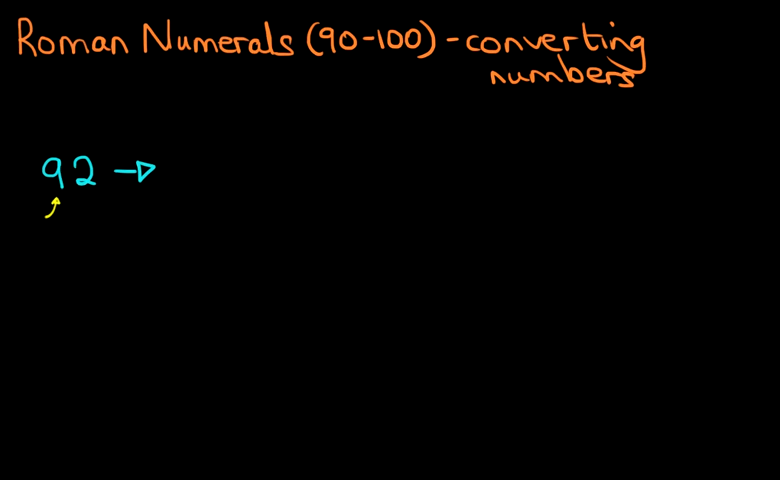 Roman Numerals (90-100) - converting
numbers
92 →